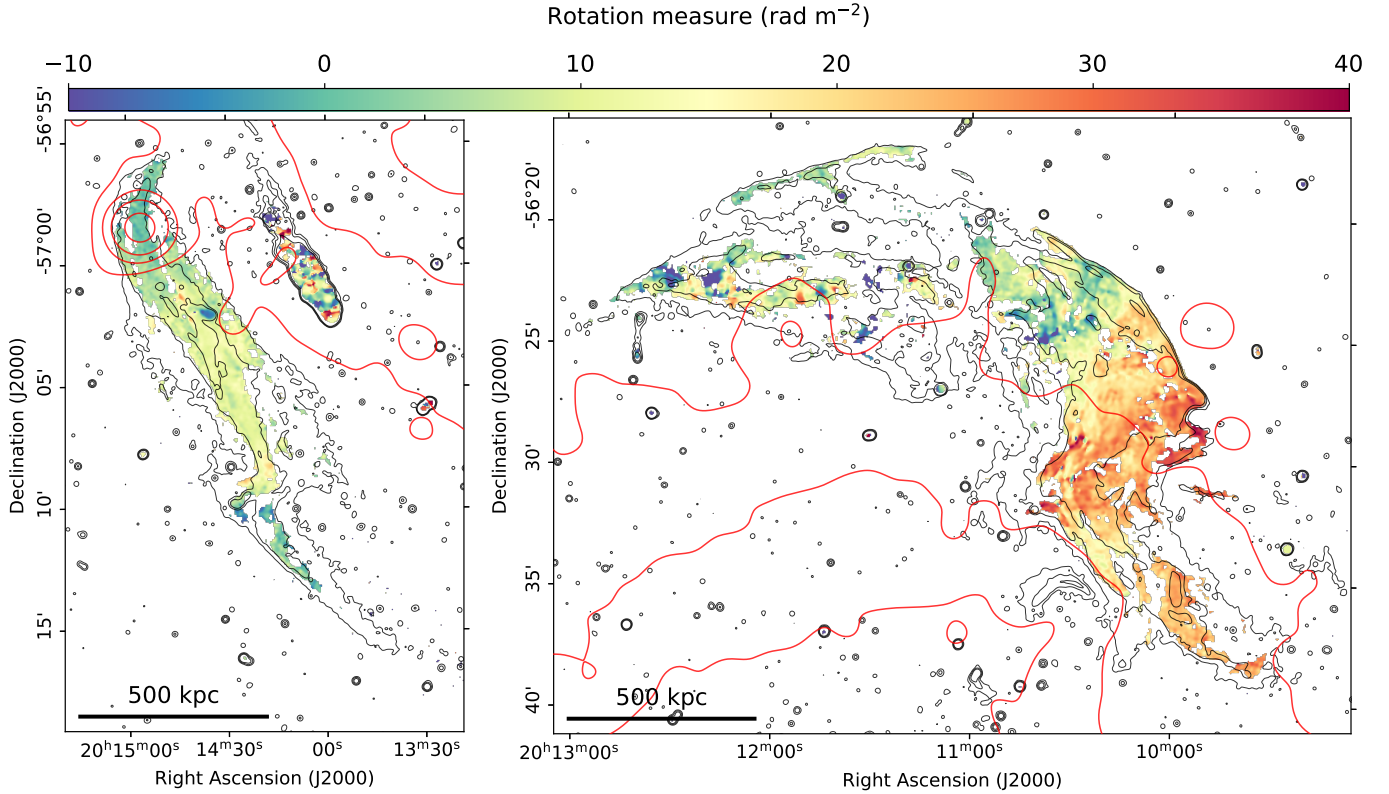 Rotation measure (rad m⁻²)
−10 0 10 20 30 40
-56°55'
-57°00'
05'
10'
15'
Declination (J2000)
500 kpc
20ʰ15ᵐ00ˢ 14ᵐ30ˢ 00ˢ 13ᵐ30ˢ
Right Ascension (J2000)
-56°20'
25'
30'
35'
40'
Declination (J2000)
500 kpc
20ʰ13ᵐ00ˢ 12ᵐ00ˢ 11ᵐ00ˢ 10ᵐ00ˢ
Right Ascension (J2000)